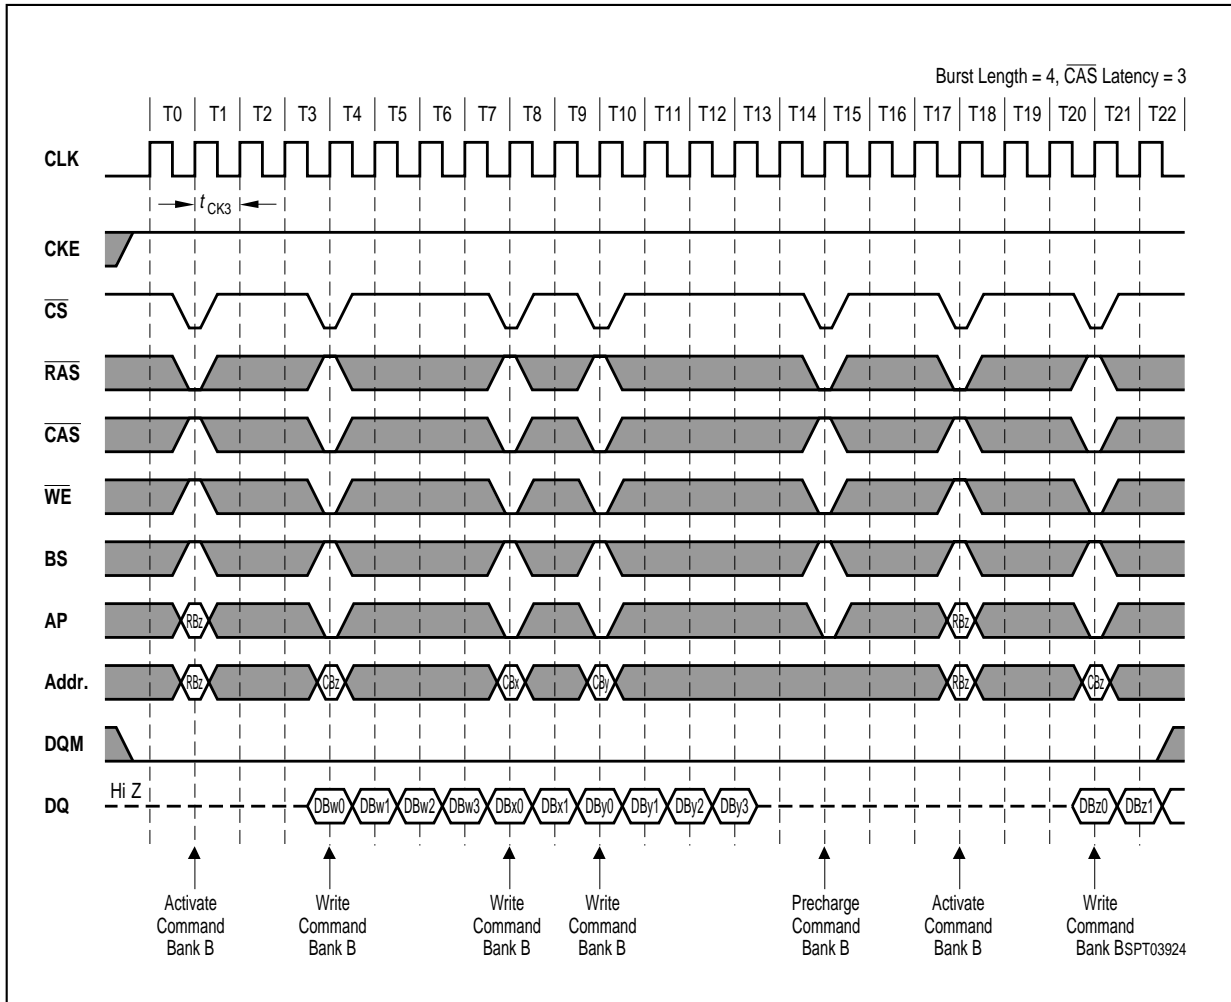 Burst Length = 4, CAS Latency = 3
T0 T1 T2 T3 T4 T5 T6 T7 T8 T9 T10 T11 T12 T13 T14 T15 T16 T17 T18 T19 T20 T21 T22
CLK
t CK3
CKE
CS
RAS
CAS
WE
BS
AP RBz RBz
Addr. RBz CBz CBx CBy RBz CBz
DQM
Hi Z
DQ DBw0 DBw1 DBw2 DBw3 DBx0 DBx1 DBy0 DBy1 DBy2 DBy3 DBz0 DBz1
Activate Write Write Write Precharge Activate Write
Command Command Command Command Command Command Command
Bank B Bank B Bank B Bank B Bank B Bank B Bank B SPT03924